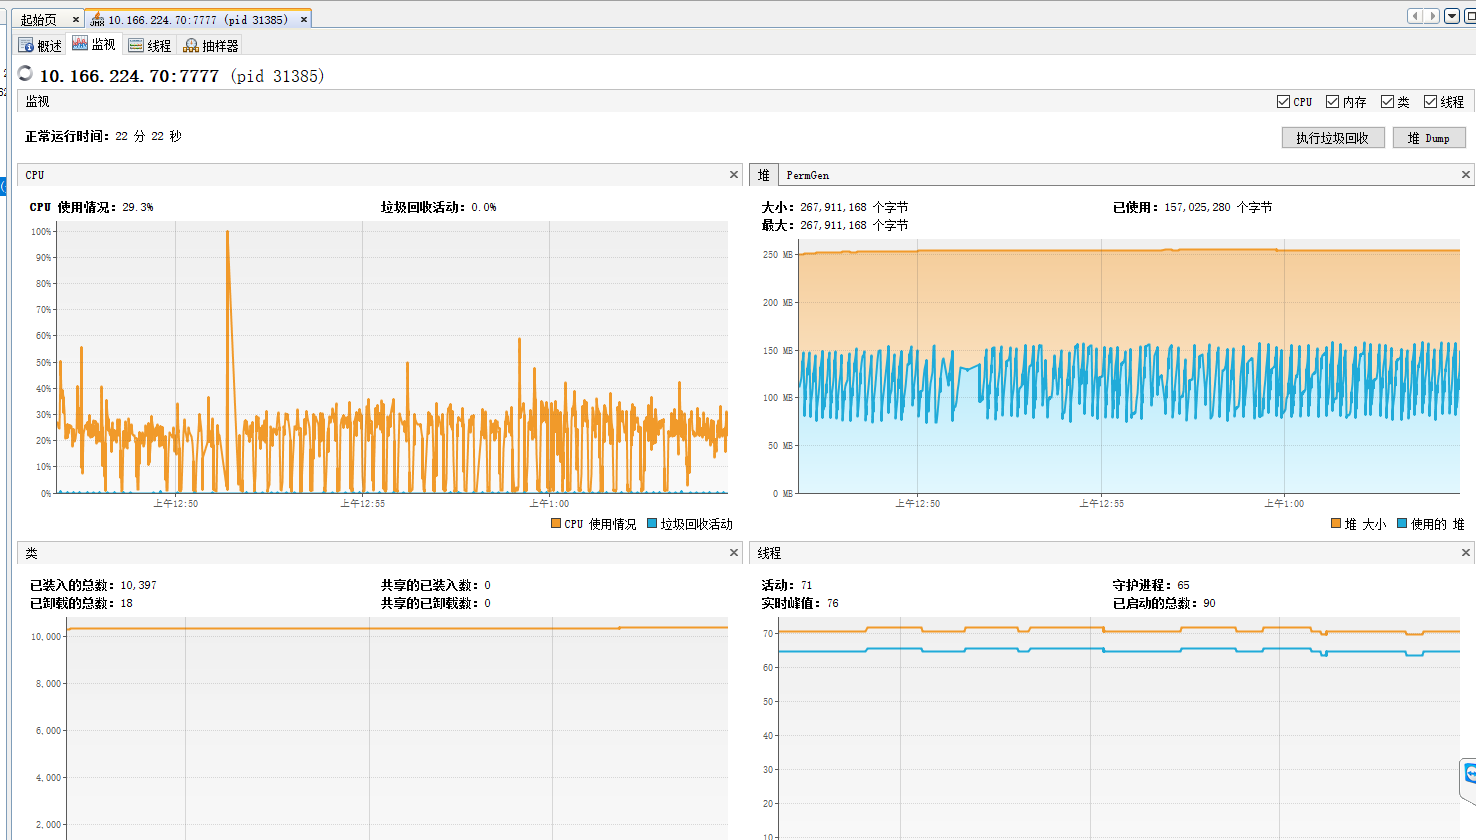 起始页 × JMX 10.166.224.70:7777 (pid 31385) ×
概述 监视 线程 抽样器
10.166.224.70:7777 (pid 31385)
监视 CPU 内存 类 线程
正常运行时间: 22 分 22 秒 执行垃圾回收 堆 Dump
CPU ×
CPU 使用情况: 29.3% 垃圾回收活动: 0.0%
100%
90%
80%
70%
60%
50%
40%
30%
20%
10%
0%
上午12:50 上午12:55 上午1:00
CPU 使用情况 垃圾回收活动
堆 PermGen ×
大小: 267,911,168 个字节 已使用: 157,025,280 个字节
最大: 267,911,168 个字节
250 MB
200 MB
150 MB
100 MB
50 MB
0 MB
上午12:50 上午12:55 上午1:00
堆 大小 使用的 堆
类 ×
已装入的总数: 10,397 共享的已装入数: 0
已卸载的总数: 18 共享的已卸载数: 0
10,000
8,000
6,000
4,000
2,000
线程 ×
活动: 71 守护进程: 65
实时峰值: 76 已启动的总数: 90
70
60
50
40
30
20
10